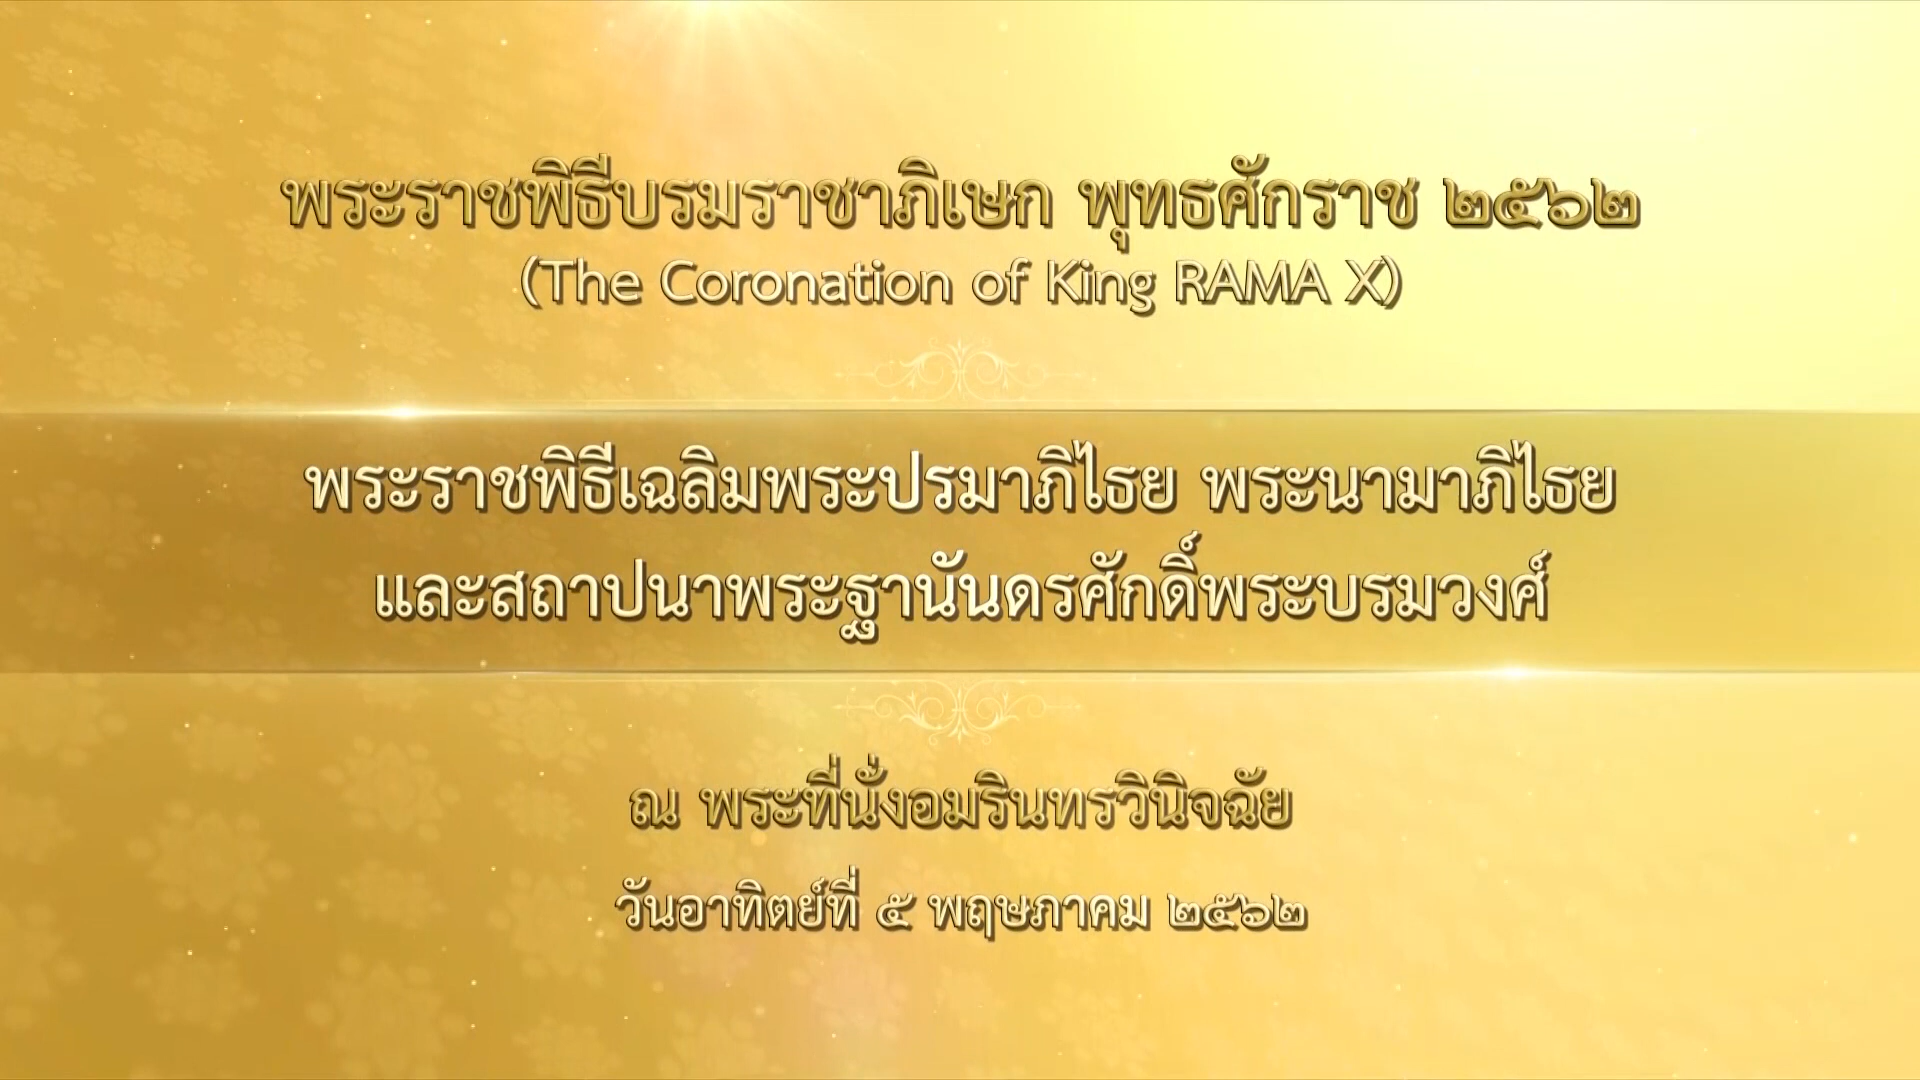 พระราชพิธีบรมราชาภิเษก พุทธศักราช ๒๕๖๒
(The Coronation of King RAMA X)
พระราชพิธีเฉลิมพระปรมาภิไธย พระนามาภิไธย
และสถาปนาพระฐานันดรศักดิ์พระบรมวงศ์
ณ พระที่นั่งอมรินทรวินิจฉัย
วันอาทิตย์ที่ ๕ พฤษภาคม ๒๕๖๒